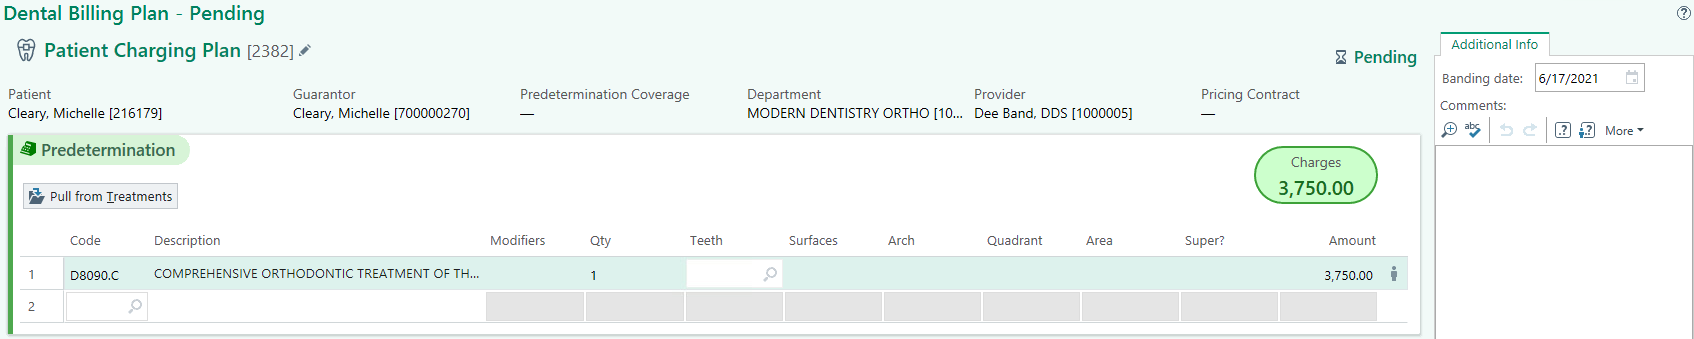 Dental Billing Plan - Pending
Patient Charging Plan [2382]
Pending
Patient Guarantor Predetermination Coverage Department Provider Pricing Contract
Cleary, Michelle [216179] Cleary, Michelle [700000270] — MODERN DENTISTRY ORTHO [10... Dee Band, DDS [1000005] —
Predetermination
Charges
3,750.00
Pull from Treatments
Code Description Modifiers Qty Teeth Surfaces Arch Quadrant Area Super? Amount
1 D8090.C COMPREHENSIVE ORTHODONTIC TREATMENT OF TH... 1 3,750.00
2
Additional Info
Banding date: 6/17/2021
Comments:
abc More